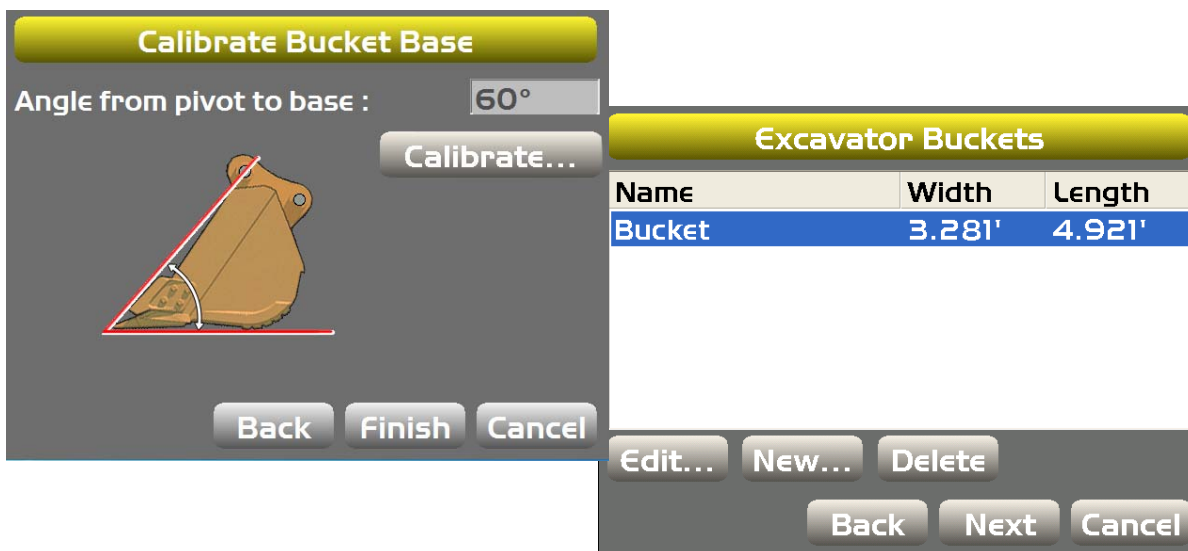 Calibrate Bucket Base
Angle from pivot to base : 60°
Calibrate...
Back Finish Cancel
Excavator Buckets
Name Width Length
Bucket 3.281' 4.921'
Edit... New... Delete
Back Next Cancel